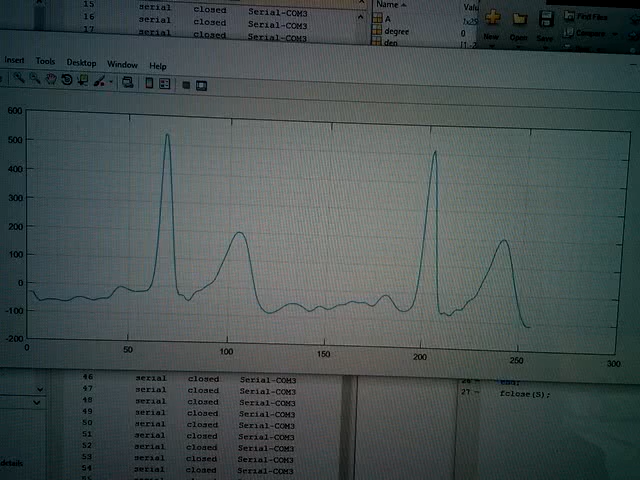 15 serial closed Serial-COM3
16 serial closed Serial-COM3
17 serial closed Serial-COM3
Name Valu
A
degree 0
den
New Open Save
Find Files
Compare
Insert Tools Desktop Window Help
600
500
400
300
200
100
0
-100
-200
0 50 100 150 200 250 300
46 serial closed Serial-COM3
47 serial closed Serial-COM3
48 serial closed Serial-COM3
49 serial closed Serial-COM3
50 serial closed Serial-COM3
51 serial closed Serial-COM3
52 serial closed Serial-COM3
53 serial closed Serial-COM3
54 serial closed Serial-COM3
26 end;
27 fclose(5);
details